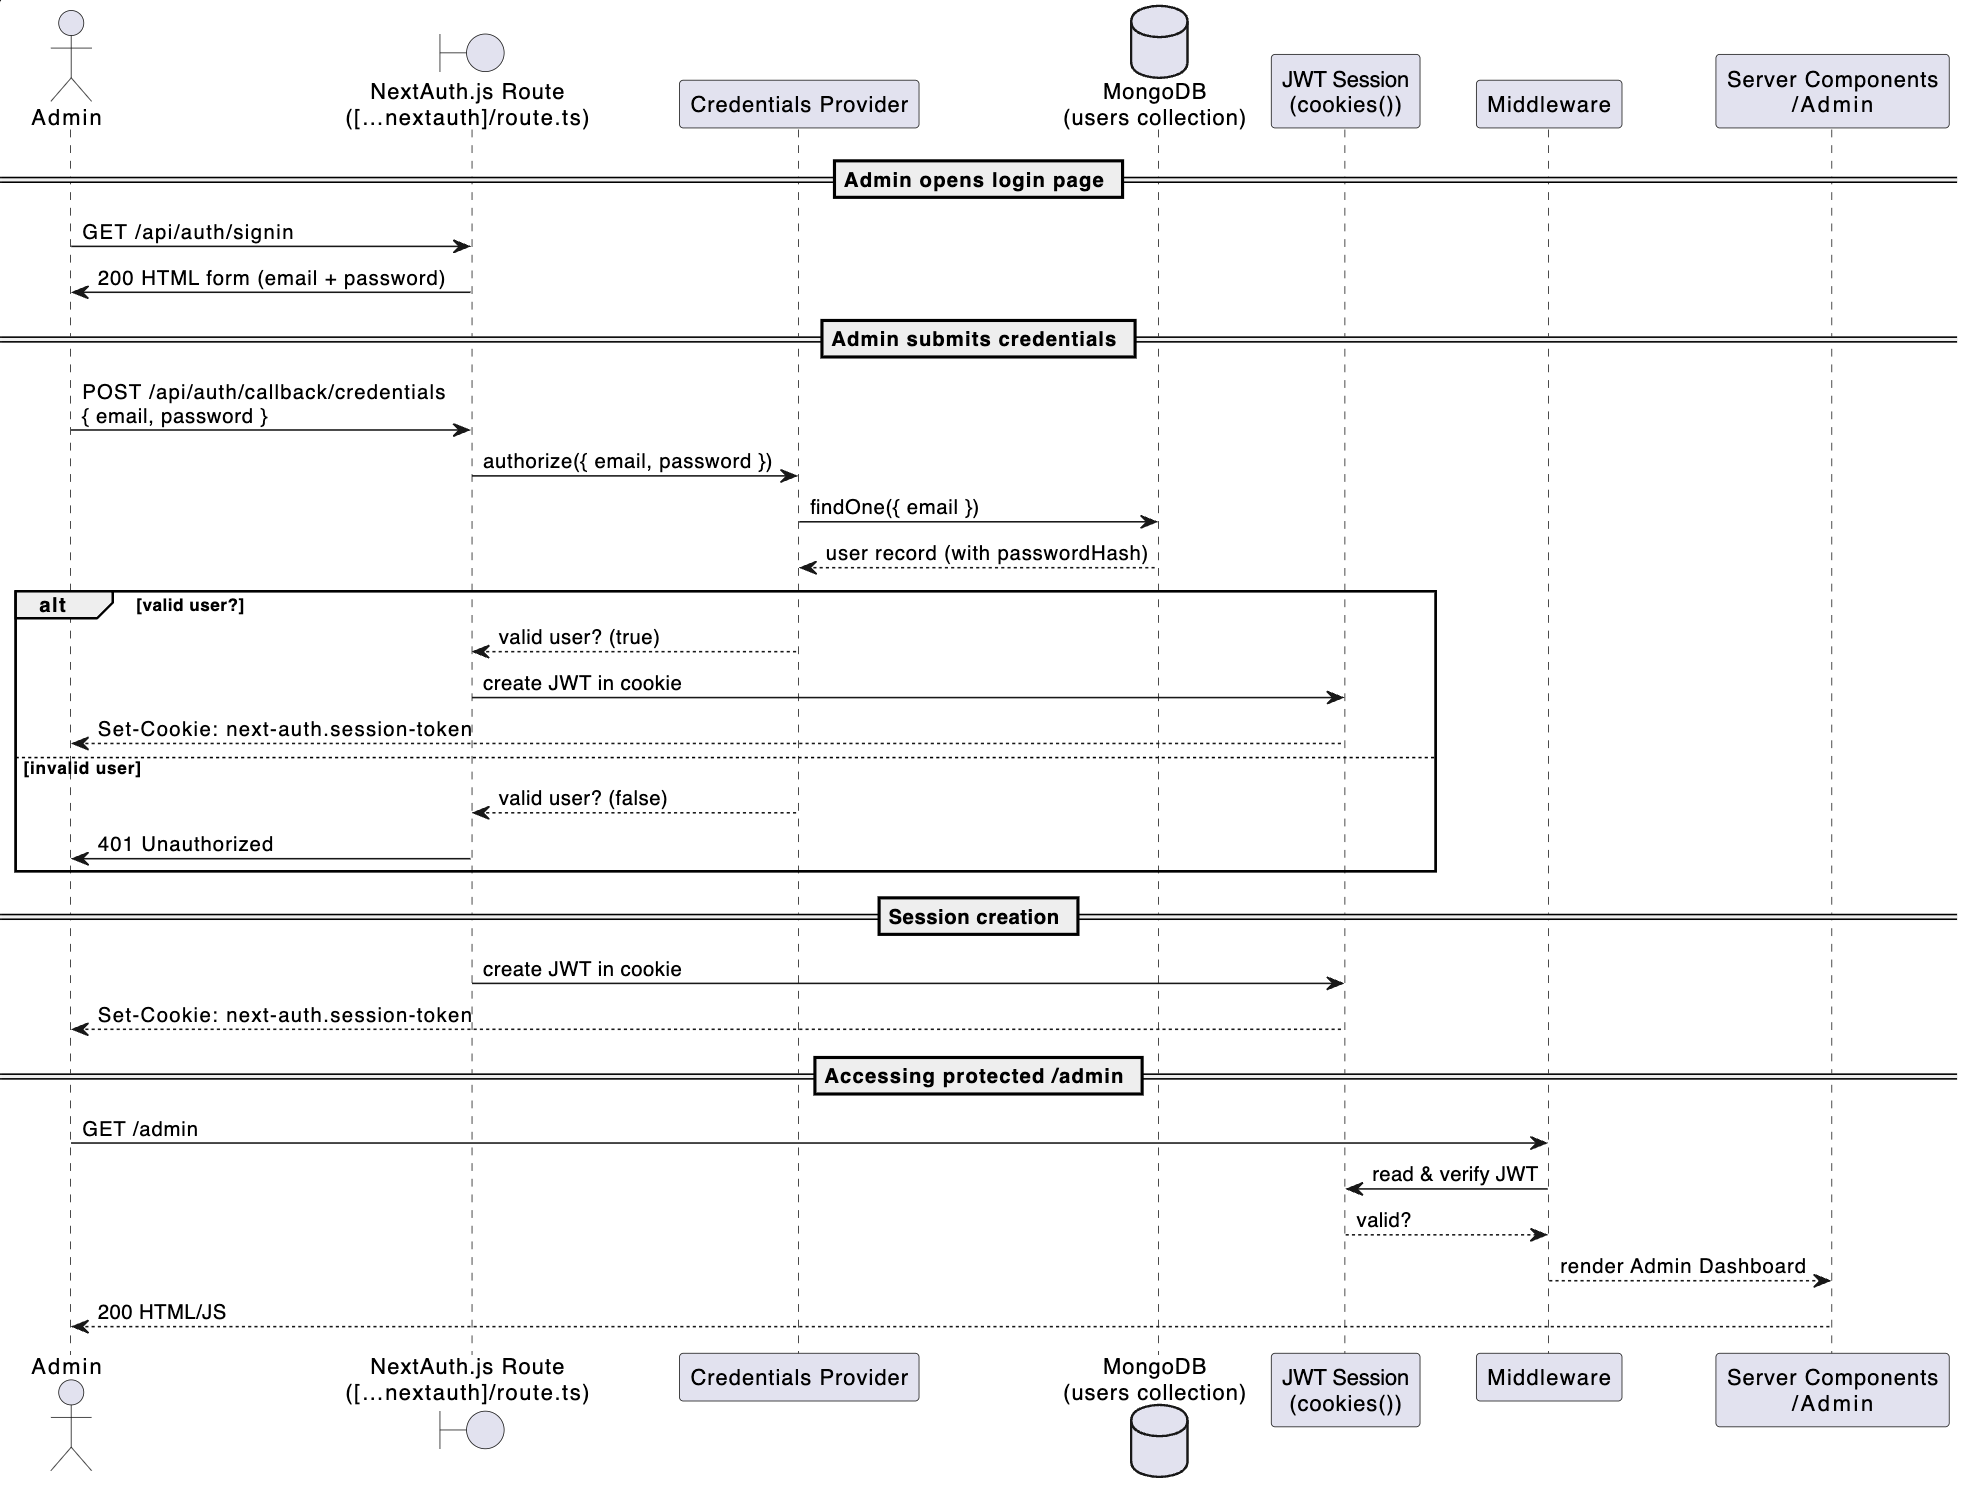 Admin
NextAuth.js Route
([...nextauth]/route.ts)
Credentials Provider
MongoDB
(users collection)
JWT Session
(cookies())
Middleware
Server Components
/Admin
Admin opens login page
GET /api/auth/signin
200 HTML form (email + password)
Admin submits credentials
POST /api/auth/callback/credentials
{ email, password }
authorize({ email, password })
findOne({ email })
user record (with passwordHash)
alt [valid user?]
valid user? (true)
create JWT in cookie
Set-Cookie: next-auth.session-token
[invalid user]
valid user? (false)
401 Unauthorized
Session creation
create JWT in cookie
Set-Cookie: next-auth.session-token
Accessing protected /admin
GET /admin
read & verify JWT
valid?
render Admin Dashboard
200 HTML/JS
Admin
NextAuth.js Route
([...nextauth]/route.ts)
Credentials Provider
MongoDB
(users collection)
JWT Session
(cookies())
Middleware
Server Components
/Admin